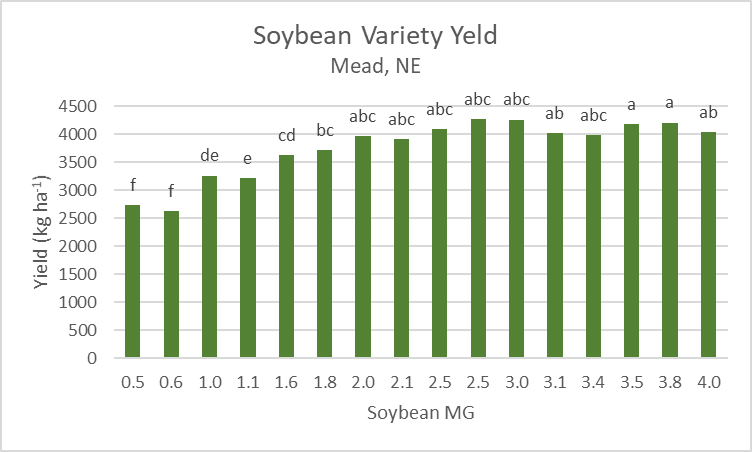 Soybean Variety Yeld
Mead, NE
Yield (kg ha⁻¹)
4500
4000
3500
3000
2500
2000
1500
1000
500
0
f f de e cd bc abc abc abc abc abc ab abc a a ab
0.5 0.6 1.0 1.1 1.6 1.8 2.0 2.1 2.5 2.5 3.0 3.1 3.4 3.5 3.8 4.0
Soybean MG